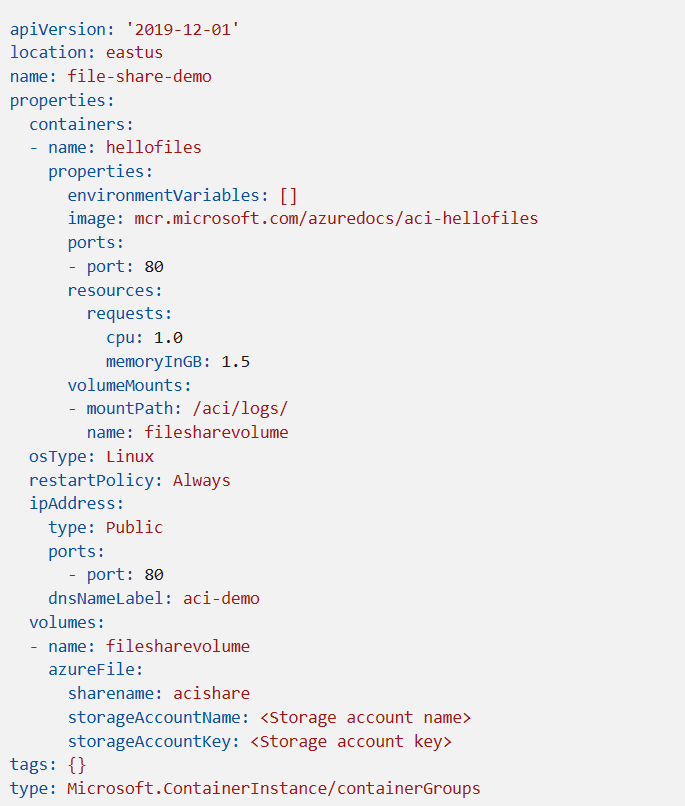 apiVersion: '2019-12-01'
location: eastus
name: file-share-demo
properties:
  containers:
  - name: hellofiles
    properties:
      environmentVariables: []
      image: mcr.microsoft.com/azuredocs/aci-hellofiles
      ports:
      - port: 80
      resources:
        requests:
          cpu: 1.0
          memoryInGB: 1.5
      volumeMounts:
      - mountPath: /aci/logs/
        name: filesharevolume
  osType: Linux
  restartPolicy: Always
  ipAddress:
    type: Public
    ports:
      - port: 80
    dnsNameLabel: aci-demo
  volumes:
  - name: filesharevolume
    azureFile:
      sharename: acishare
      storageAccountName: <Storage account name>
      storageAccountKey: <Storage account key>
tags: {}
type: Microsoft.ContainerInstance/containerGroups